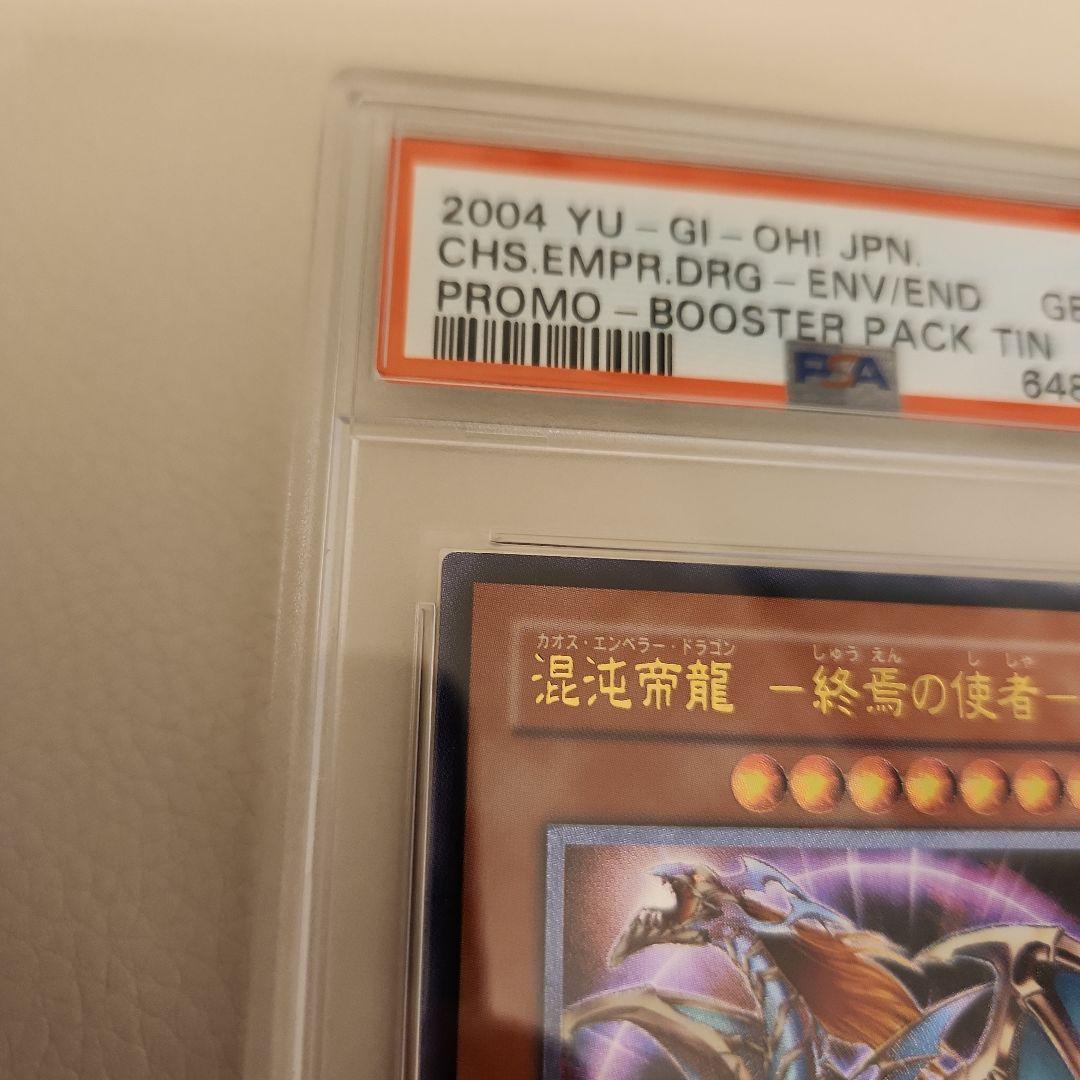 2004 YU-GI-OH! JPN.
CHS.EMPR.DRG-ENV/END
GE
PROMO-BOOSTER PACK TIN
648
PSA
カオス・エンペラー・ドラゴン しゅうえん ししゃ
混沌帝龍 －終焉の使者－